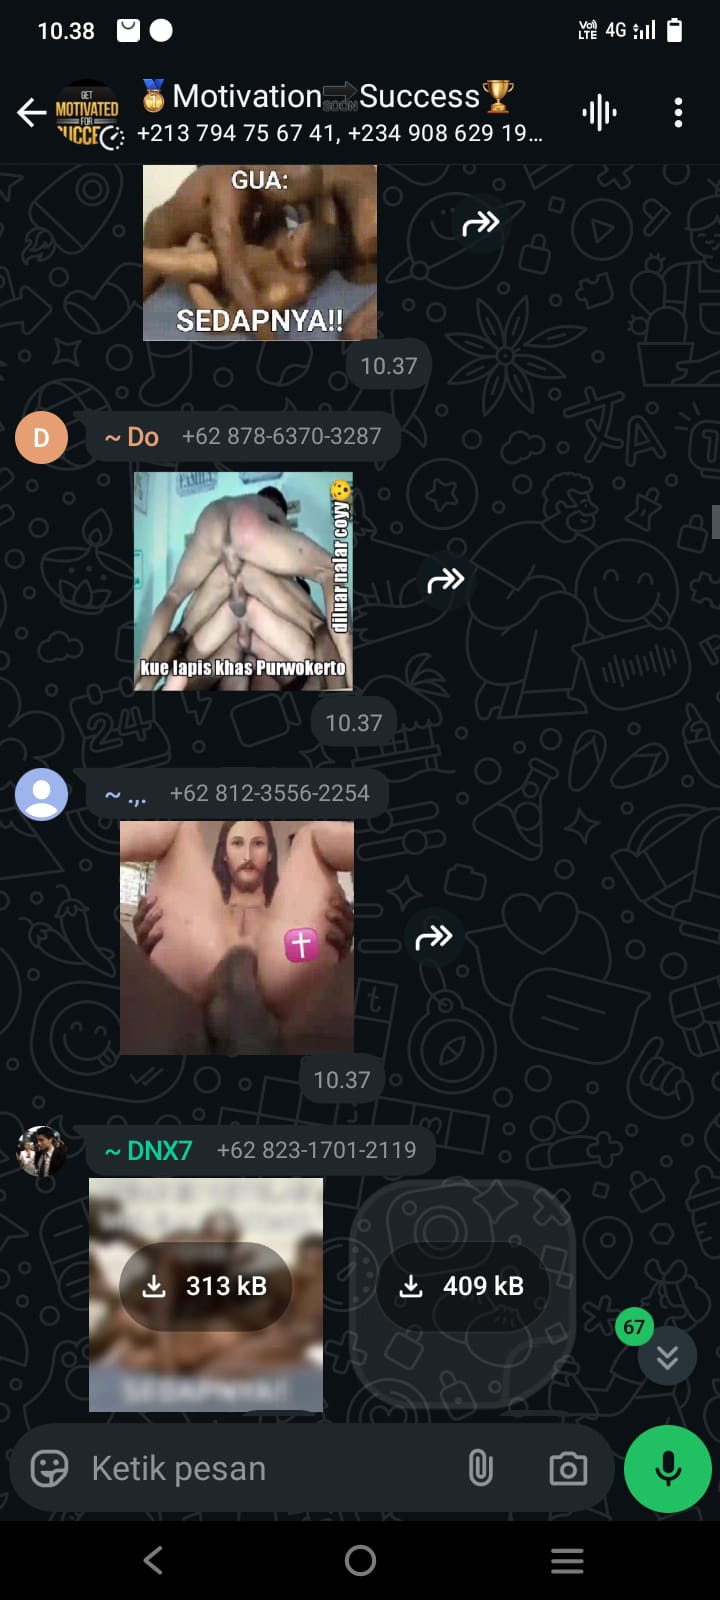 10.38
Vo)) LTE 4G
GET
MOTIVATED
FOR
SUCCE
🥇Motivation🔜Success🏆
+213 794 75 67 41, +234 908 629 19...
GUA:
SEDAPNYA!!
10.37
D
~ Do +62 878-6370-3287
diluar nalar coyy
kue lapis khas Purwokerto
10.37
~ .,. +62 812-3556-2254
10.37
~ DNX7 +62 823-1701-2119
313 kB
409 kB
67
Ketik pesan